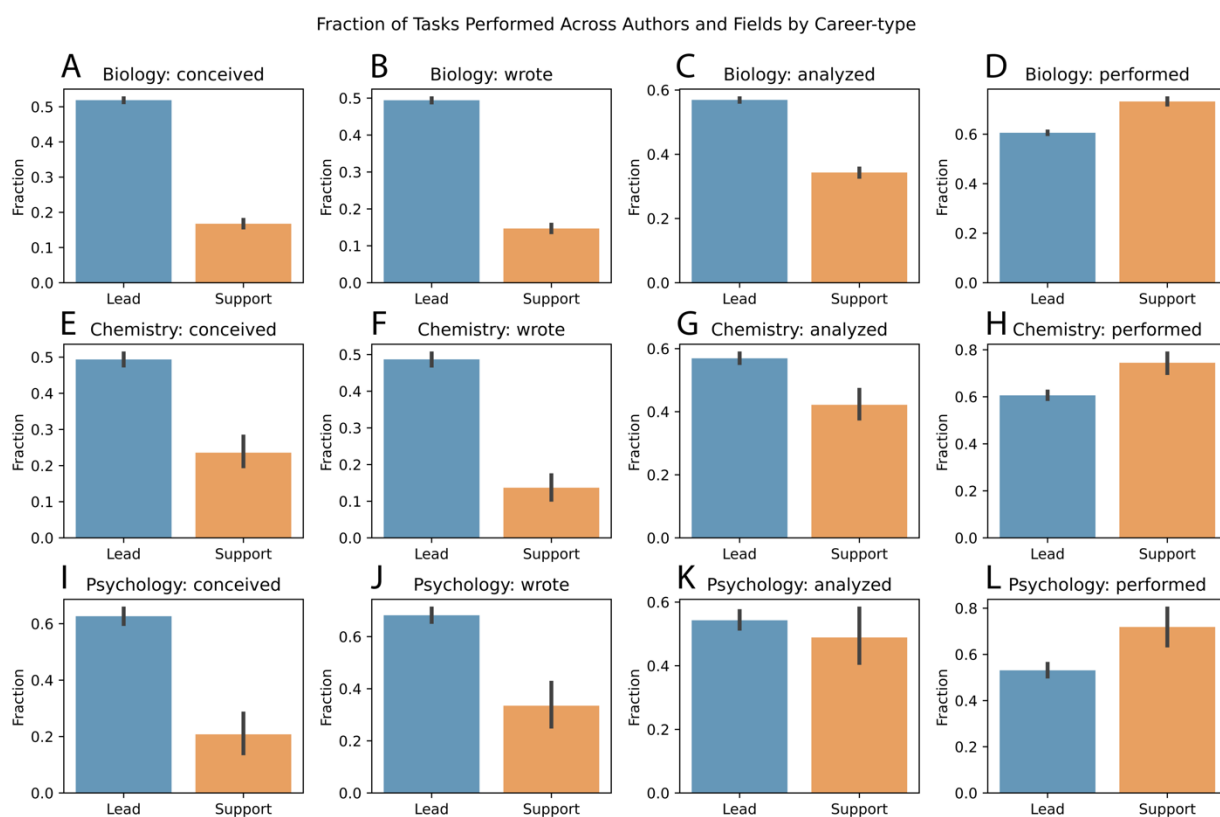 Fraction of Tasks Performed Across Authors and Fields by Career-type
A Biology: conceived
B Biology: wrote
C Biology: analyzed
D Biology: performed
Fraction
0.5
0.4
0.3
0.2
0.1
0.0
Lead Support
Fraction
0.5
0.4
0.3
0.2
0.1
0.0
Lead Support
Fraction
0.6
0.4
0.2
0.0
Lead Support
Fraction
0.6
0.4
0.2
0.0
Lead Support
E Chemistry: conceived
F Chemistry: wrote
G Chemistry: analyzed
H Chemistry: performed
Fraction
0.5
0.4
0.3
0.2
0.1
0.0
Lead Support
Fraction
0.5
0.4
0.3
0.2
0.1
0.0
Lead Support
Fraction
0.6
0.4
0.2
0.0
Lead Support
Fraction
0.8
0.6
0.4
0.2
0.0
Lead Support
I Psychology: conceived
J Psychology: wrote
K Psychology: analyzed
L Psychology: performed
Fraction
0.6
0.4
0.2
0.0
Lead Support
Fraction
0.6
0.4
0.2
0.0
Lead Support
Fraction
0.6
0.4
0.2
0.0
Lead Support
Fraction
0.8
0.6
0.4
0.2
0.0
Lead Support